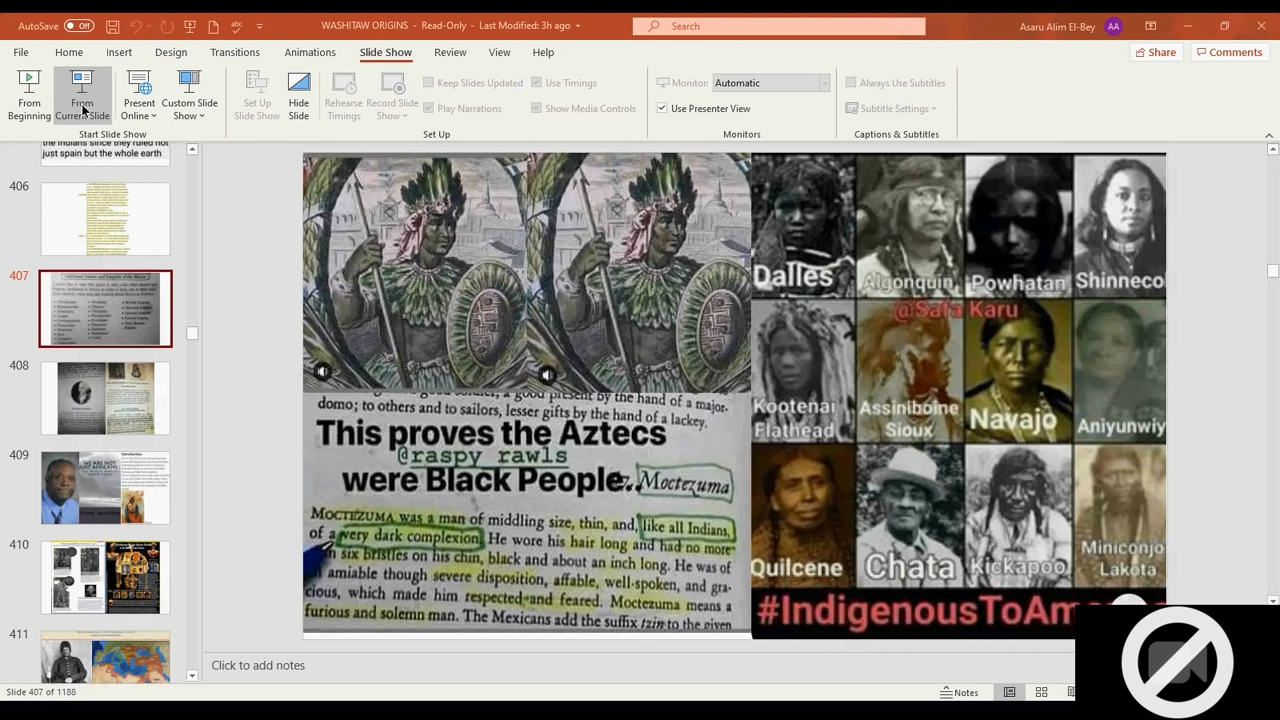 AutoSave Off
WASHITAW ORIGINS - Read-Only - Last Modified: 3h ago
Search
Asaru Alim El-Bey AA
File Home Insert Design Transitions Animations Slide Show Review View Help
Share Comments
From Beginning
From Current Slide
Present Online
Custom Slide Show
Start Slide Show
Set Up Slide Show
Hide Slide
Rehearse Timings
Record Slide Show
Keep Slides Updated
Play Narrations
Use Timings
Show Media Controls
Set Up
Monitor: Automatic
Use Presenter View
Monitors
Always Use Subtitles
Subtitle Settings
Captions & Subtitles
the Indians since they ruled not
just spain but the whole earth
406
407
408
409
410
411
domo; to others and to sailors, lesser gifts by the hand of a lackey.
This proves the Aztecs
@raspy rawls
were Black People..
Moctezuma
MOCTEZUMA was a man of middling size, thin, and, like all Indians,
of a very dark complexion. He wore his hair long and had no more
six bristles on his chin, black and about an inch long. He was of
amiable though severe disposition, affable, well-spoken, and gra-
cious, which made him respected and feared. Moctezuma means a
furious and solemn man. The Mexicans add the suffix tzin to the given
Dalles
Algonquin
Powhatan
Shinneco
@Safa Karu
Kootenai
Flathead
Assiniboine
Sioux
Navajo
Aniyunwiy
Quilcene
Chata
Kickapoo
Miniconjo
Lakota
#IndigenousToAm
Click to add notes
Slide 407 of 1188
Notes